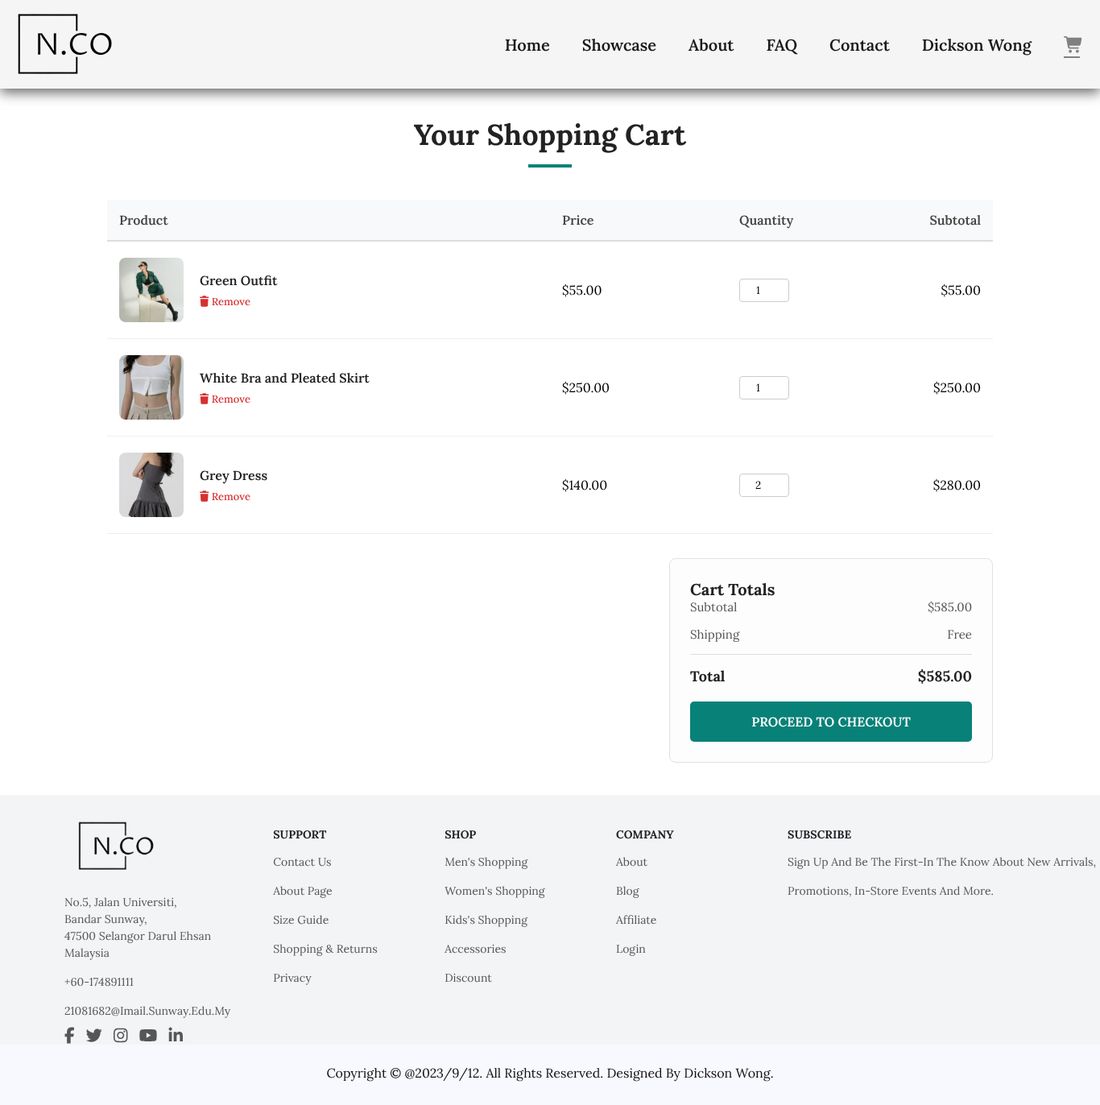 N.CO
Home Showcase About FAQ Contact Dickson Wong
Your Shopping Cart
Product Price Quantity Subtotal
Green Outfit
Remove
$55.00 1 $55.00
White Bra and Pleated Skirt
Remove
$250.00 1 $250.00
Grey Dress
Remove
$140.00 2 $280.00
Cart Totals
Subtotal $585.00
Shipping Free
Total $585.00
PROCEED TO CHECKOUT
N.CO
No.5, Jalan Universiti,
Bandar Sunway,
47500 Selangor Darul Ehsan
Malaysia
+60-174891111
21081682@Imail.Sunway.Edu.My
SUPPORT
Contact Us
About Page
Size Guide
Shopping & Returns
Privacy
SHOP
Men's Shopping
Women's Shopping
Kid's Shopping
Accessories
Discount
COMPANY
About
Blog
Affiliate
Login
SUBSCRIBE
Sign Up And Be The First-In The Know About New Arrivals,
Promotions, In-Store Events And More.
Copyright © @2023/9/12. All Rights Reserved. Designed By Dickson Wong.